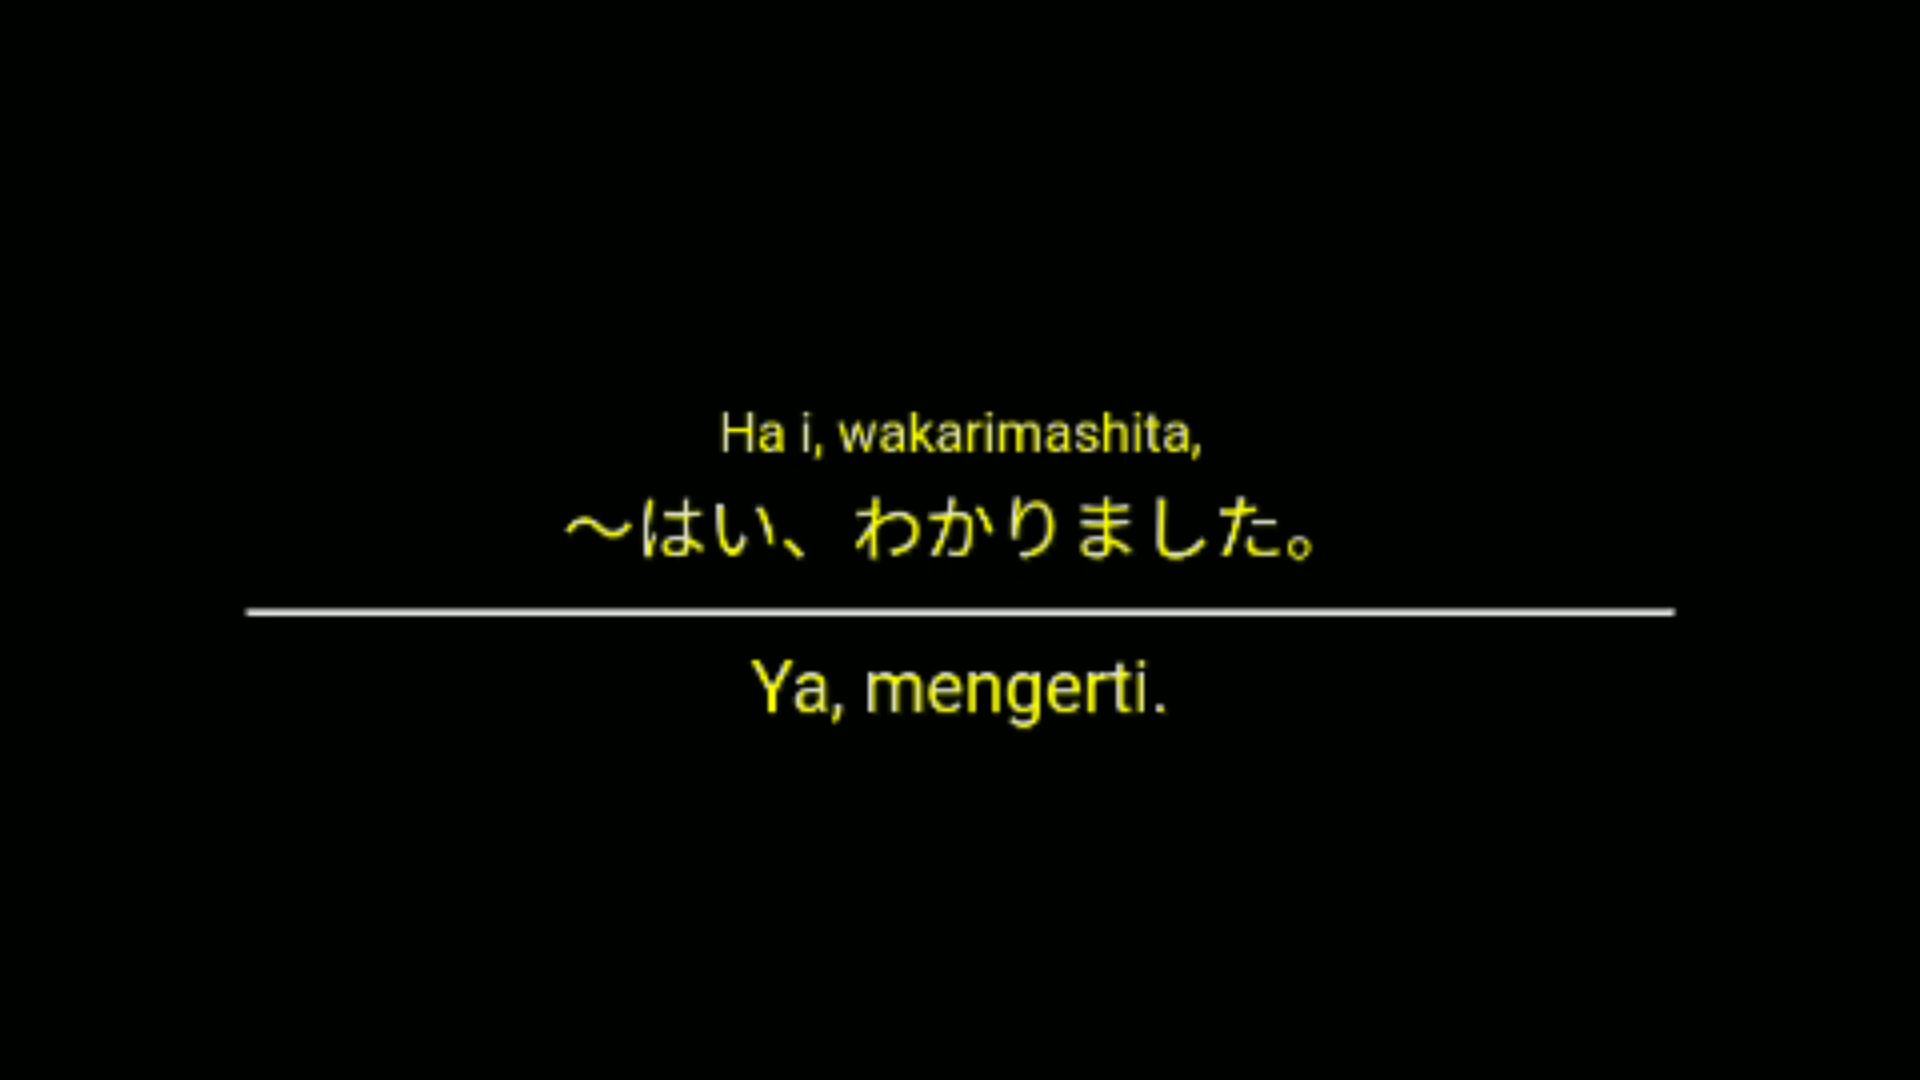 Ha i, wakarimashita,
～はい、わかりました。
Ya, mengerti.